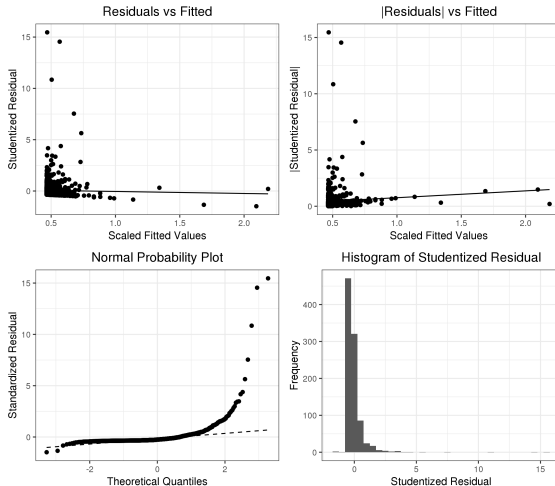 Residuals vs Fitted
Studentized Residual
15
10
5
0
0.5 1.0 1.5 2.0
Scaled Fitted Values
|Residuals| vs Fitted
|Studentized Residual|
15
10
5
0
0.5 1.0 1.5 2.0
Scaled Fitted Values
Normal Probability Plot
Standardized Residual
15
10
5
0
-2 0 2
Theoretical Quantiles
Histogram of Studentized Residual
Frequency
400
300
200
100
0
0 5 10 15
Studentized Residual